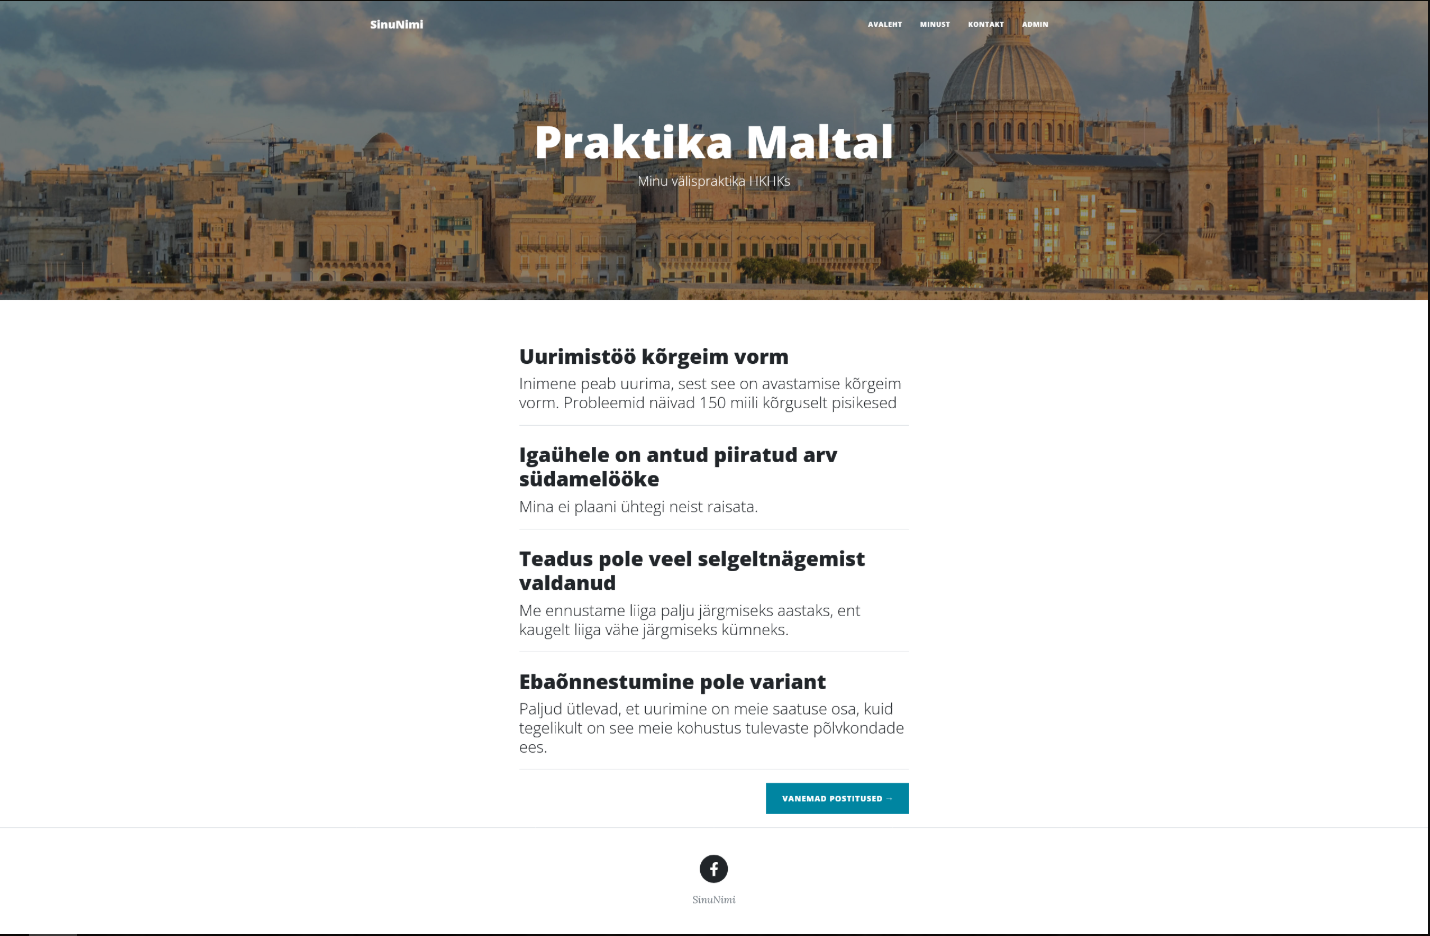 SinuNimi
AVALEHT MINUST KONTAKT ADMIN
Praktika Maltal
Minu välispraktika HKHKs
Uurimistöö kõrgeim vorm
Inimene peab uurima, sest see on avastamise kõrgeim
vorm. Probleemid näivad 150 miili kõrguselt pisikesed
Igaühele on antud piiratud arv
südamelööke
Mina ei plaani ühtegi neist raisata.
Teadus pole veel selgeltnägemist
valdanud
Me ennustame liiga palju järgmiseks aastaks, ent
kaugelt liiga vähe järgmiseks kümneks.
Ebaõnnestumine pole variant
Paljud ütlevad, et uurimine on meie saatuse osa, kuid
tegelikult on see meie kohustus tulevaste põlvkondade
ees.
VANEMAD POSTITUSED →
SinuNimi